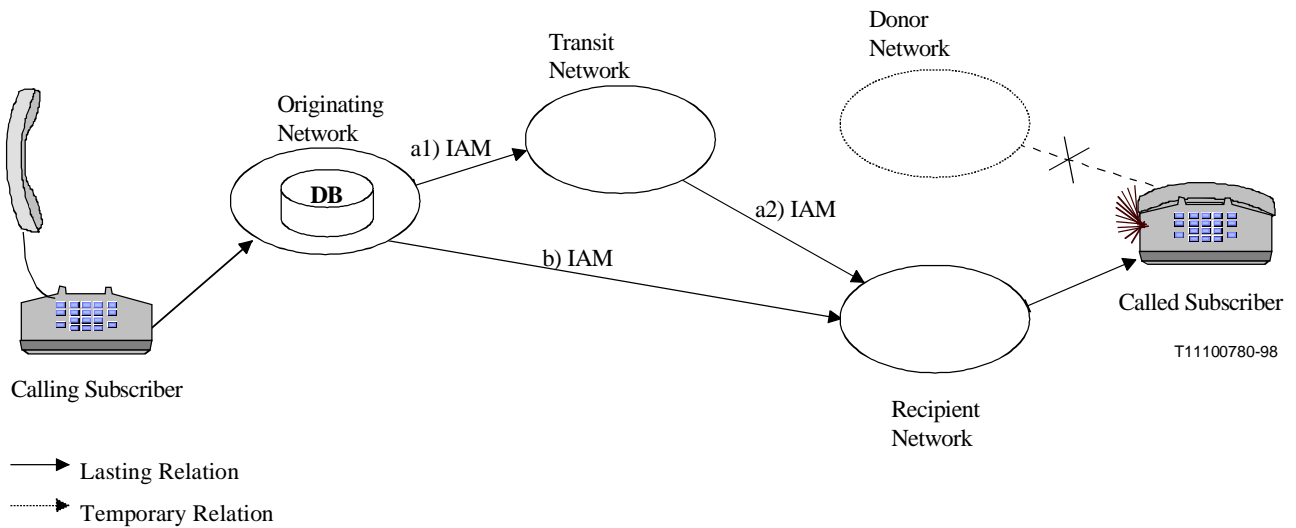 Donor
Network
Transit
Network
Originating
Network
a1) IAM
DB
a2) IAM
b) IAM
Called Subscriber
T11100780-98
Calling Subscriber
Recipient
Network
Lasting Relation
Temporary Relation